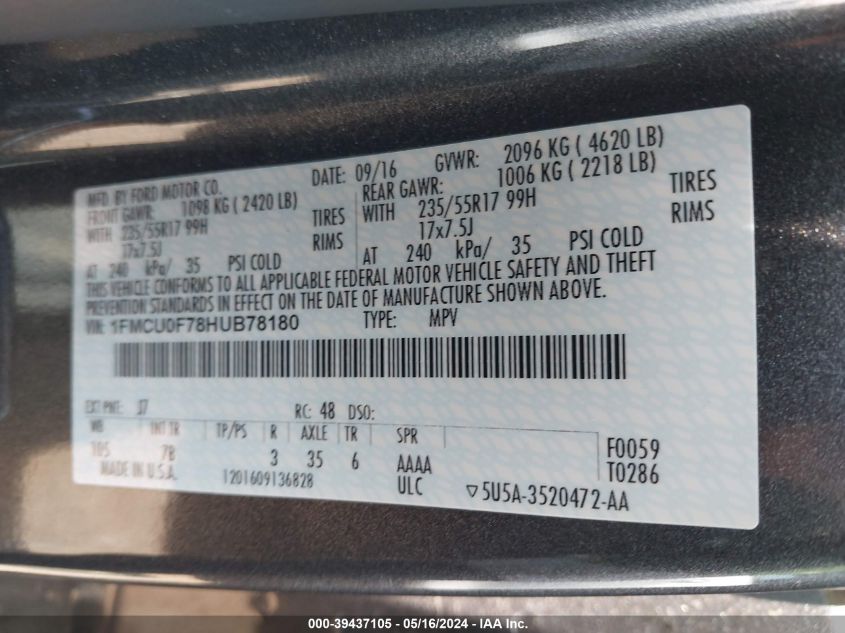 MFD. BY FORD MOTOR CO.
DATE: 09/16 GVWR: 2096 KG ( 4620 LB)
FRONT GAWR: 1098 KG ( 2420 LB)
REAR GAWR: 1006 KG ( 2218 LB)
WITH 235/55R17 99H TIRES
WITH 235/55R17 99H TIRES
17x7.5J RIMS
17x7.5J RIMS
AT 240 kPa/ 35 PSI COLD
AT 240 kPa/ 35 PSI COLD
THIS VEHICLE CONFORMS TO ALL APPLICABLE FEDERAL MOTOR VEHICLE SAFETY AND THEFT
PREVENTION STANDARDS IN EFFECT ON THE DATE OF MANUFACTURE SHOWN ABOVE.
VIN: 1FMCU0F78HUB78180 TYPE: MPV
EXT PNT: J7 RC: 48 DSO:
WB INT TR TP/PS R AXLE TR SPR
105 7B 3 35 6 AAAA F0059
MADE IN U.S.A. 1201609136828 ULC T0286
▽5U5A-3520472-AA
000-39437105 - 05/16/2024 - IAA Inc.